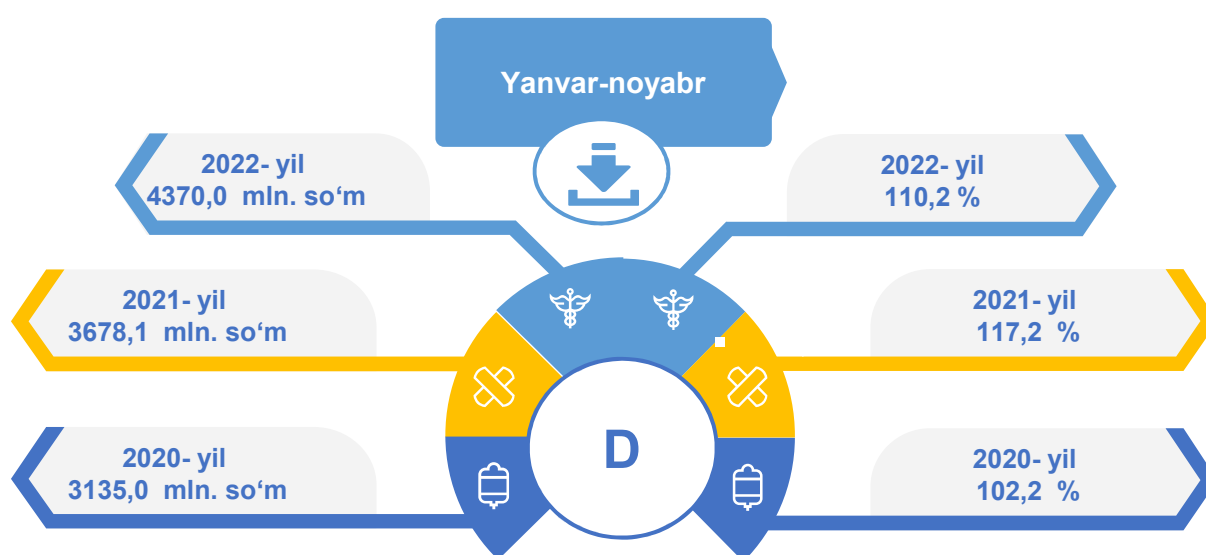 Yanvar-noyabr
2022- yil
4370,0 mln. so‘m
2022- yil
110,2 %
2021- yil
3678,1 mln. so‘m
2021- yil
117,2 %
2020- yil
3135,0 mln. so‘m
D
2020- yil
102,2 %